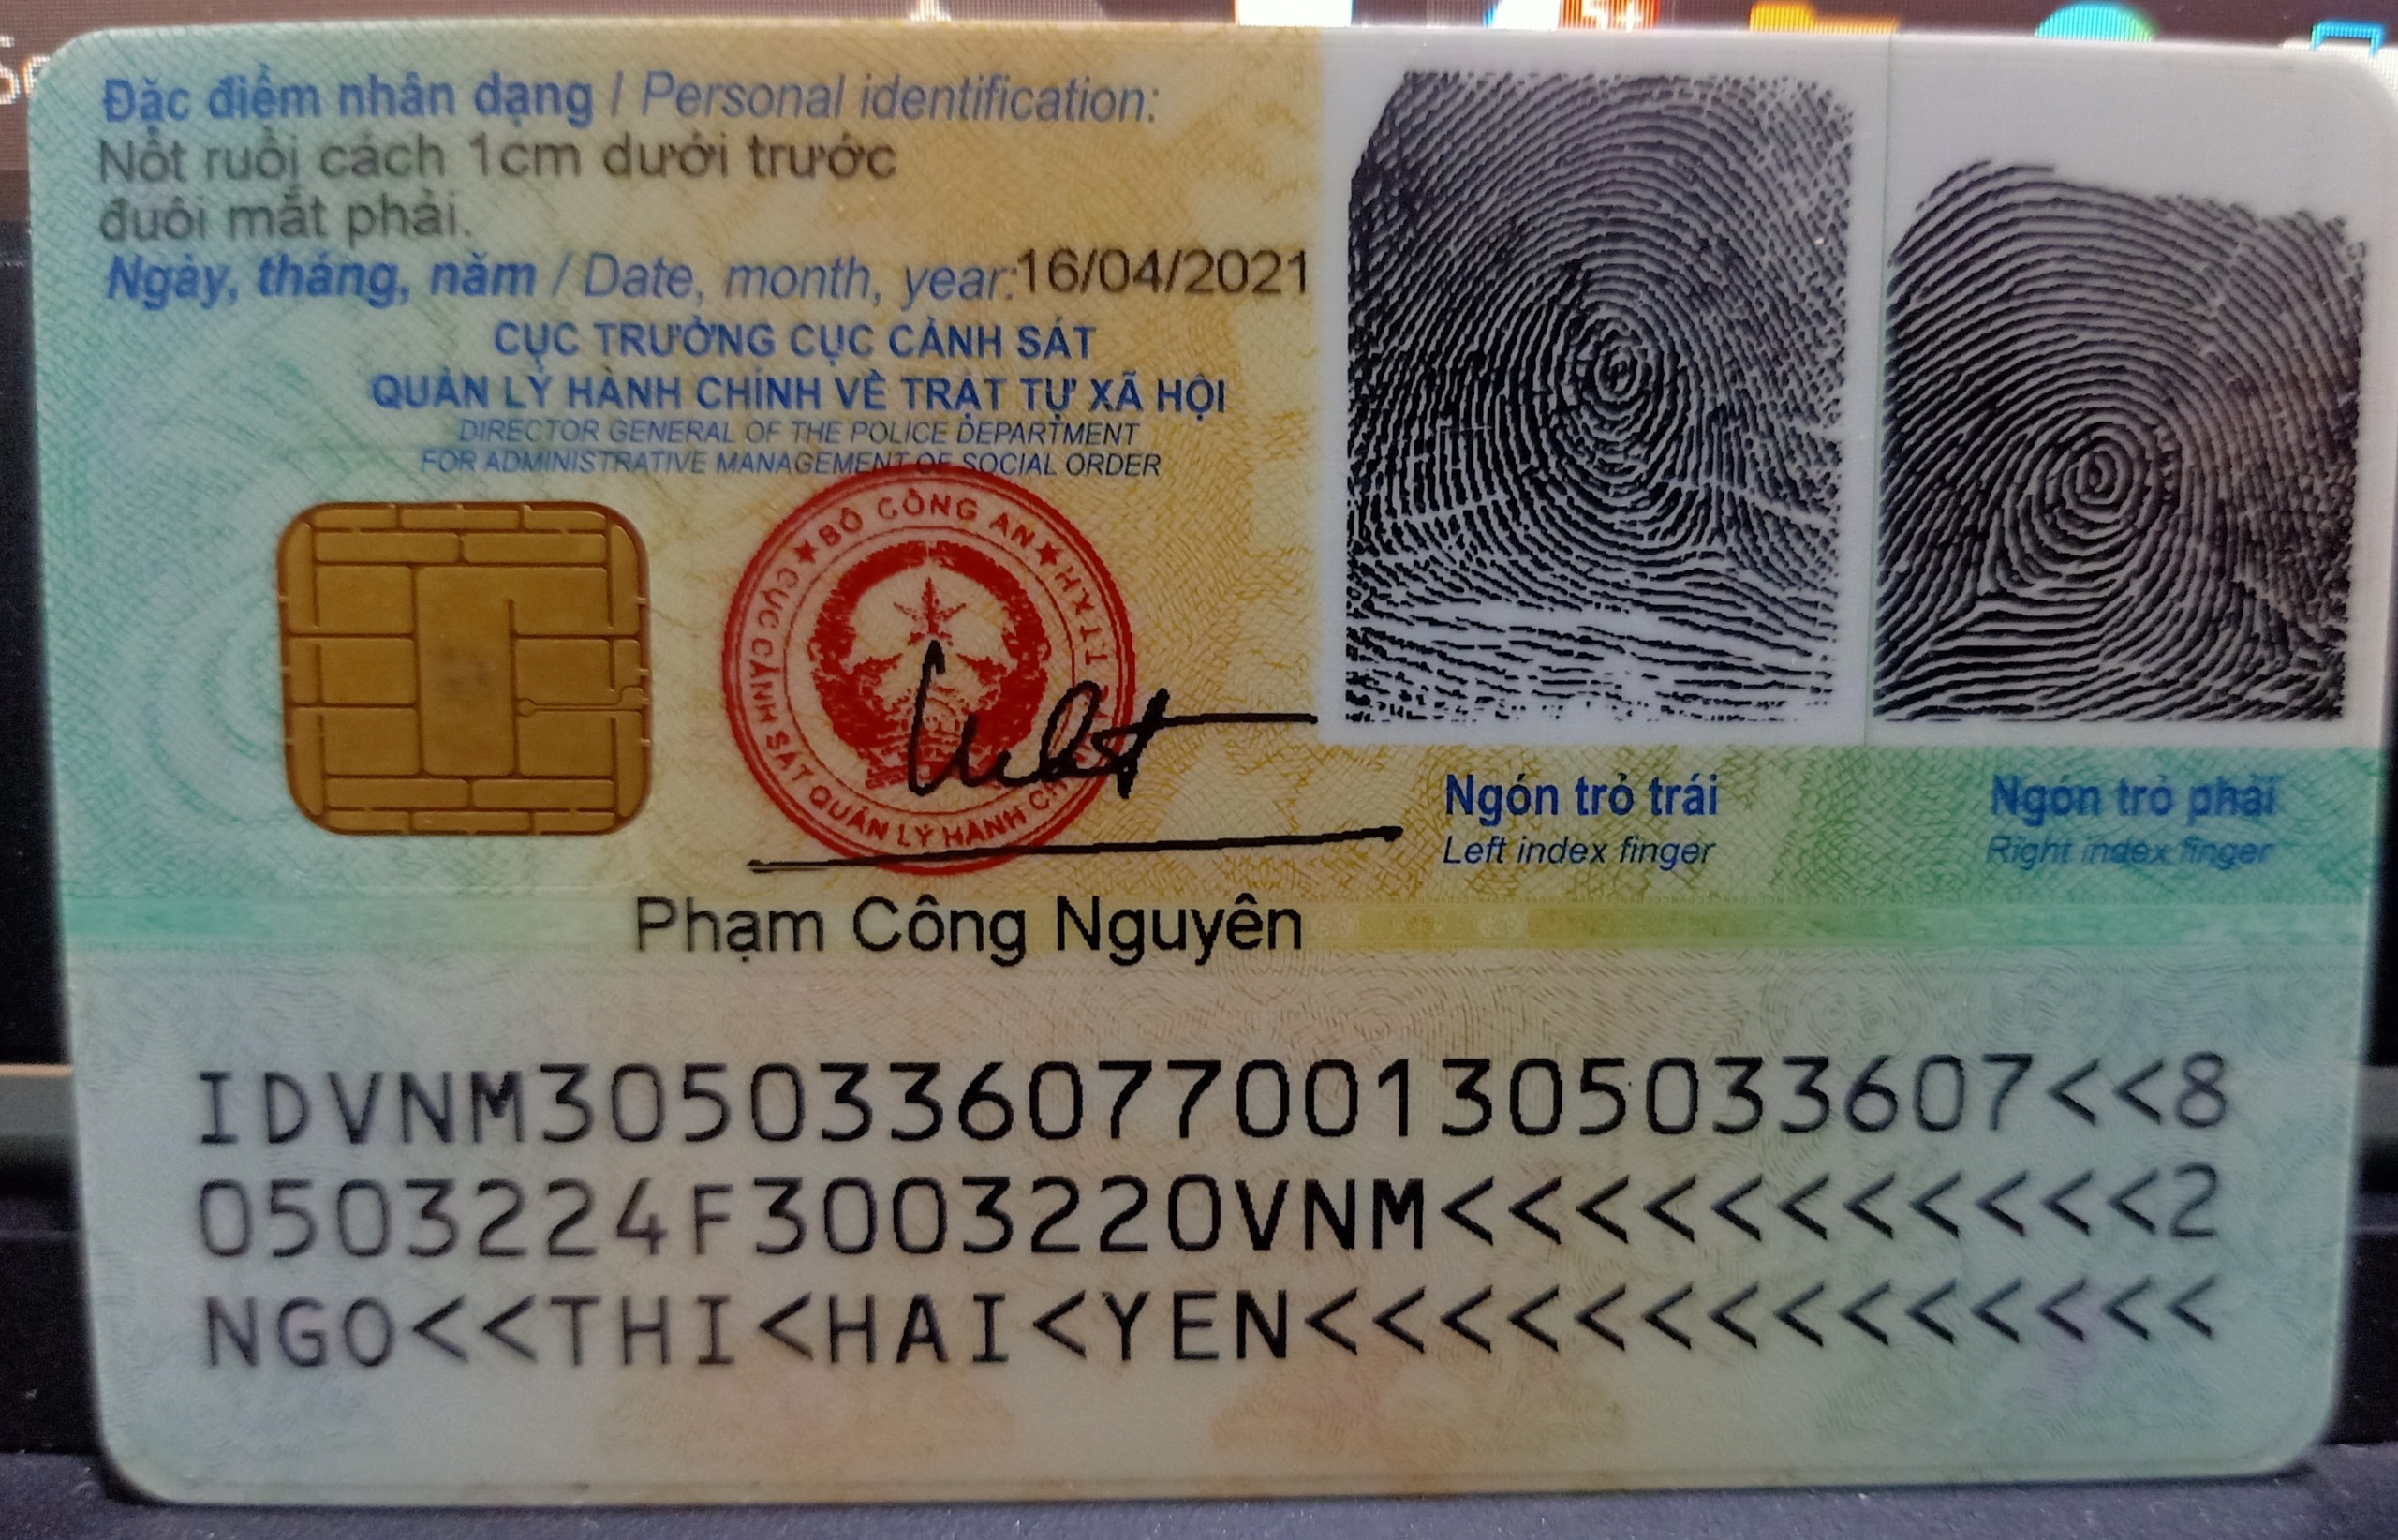 Đặc điểm nhân dạng / Personal identification:
Nốt ruồi cách 1cm dưới trước
đuôi mắt phải.
Ngày, tháng, năm / Date, month, year:16/04/2021
CỤC TRƯỞNG CỤC CẢNH SÁT
QUẢN LÝ HÀNH CHÍNH VỀ TRẬT TỰ XÃ HỘI
DIRECTOR GENERAL OF THE POLICE DEPARTMENT
FOR ADMINISTRATIVE MANAGEMENT OF SOCIAL ORDER
★ BỘ CÔNG AN ★
CỤC CẢNH SÁT QUẢN LÝ HÀNH CHÍNH TTXH
Ngón trỏ trái
Left index finger
Ngón trỏ phải
Right index finger
Phạm Công Nguyên
IDVNM3050336077001305033607<<8
0503224F3003220VNM<<<<<<<<<<<2
NGO<<THI<HAI<YEN<<<<<<<<<<<<<<